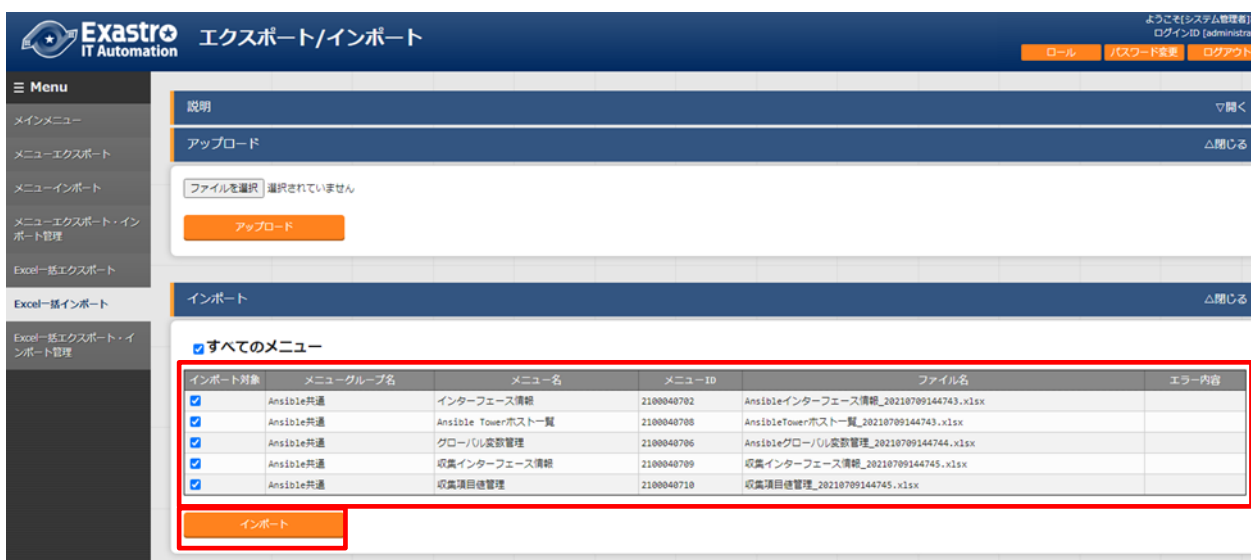 Exastro
IT Automation
エクスポート/インポート
ようこそ[システム管理者]
ログインID [administra
ロール
パスワード変更
ログアウト
☰ Menu
メインメニュー
メニューエクスポート
メニューインポート
メニューエクスポート・イン
ポート管理
Excel一括エクスポート
Excel一括インポート
Excel一括エクスポート・イ
ンポート管理
説明 ▽開く
アップロード △閉じる
ファイルを選択 選択されていません
アップロード
インポート △閉じる
すべてのメニュー
インポート対象 メニューグループ名 メニュー名 メニューID ファイル名 エラー内容
Ansible共通 インターフェース情報 2100040702 Ansibleインターフェース情報_20210709144743.xlsx
Ansible共通 Ansible Towerホスト一覧 2100040708 AnsibleTowerホスト一覧_20210709144743.xlsx
Ansible共通 グローバル変数管理 2100040706 Ansibleグローバル変数管理_20210709144744.xlsx
Ansible共通 収集インターフェース情報 2100040709 収集インターフェース情報_20210709144745.xlsx
Ansible共通 収集項目値管理 2100040710 収集項目値管理_20210709144745.xlsx
インポート